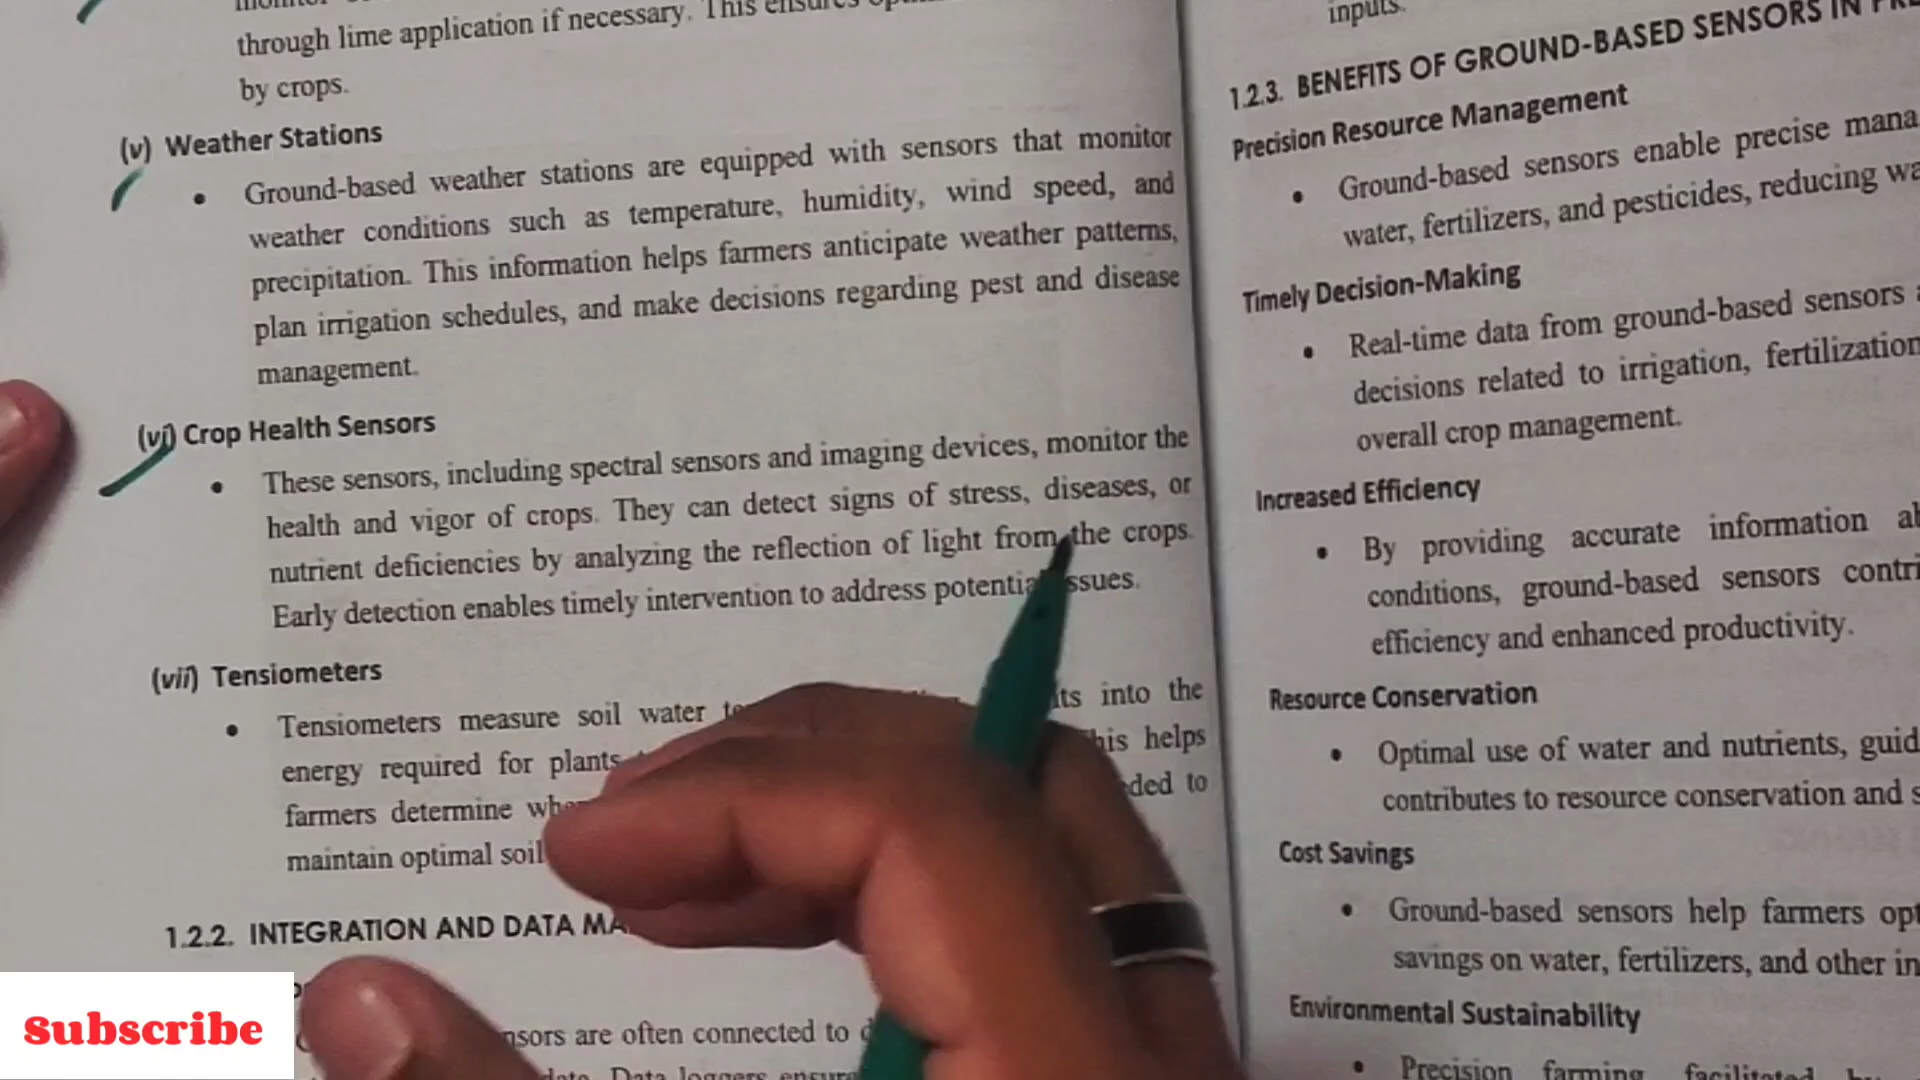 through lime application if necessary. This ensures
by crops.
(v) Weather Stations
• Ground-based weather stations are equipped with sensors that monitor
weather conditions such as temperature, humidity, wind speed, and
precipitation. This information helps farmers anticipate weather patterns,
plan irrigation schedules, and make decisions regarding pest and disease
management.
(vi) Crop Health Sensors
• These sensors, including spectral sensors and imaging devices, monitor the
health and vigor of crops. They can detect signs of stress, diseases, or
nutrient deficiencies by analyzing the reflection of light from the crops.
Early detection enables timely intervention to address potential issues.
(vii) Tensiometers
• Tensiometers measure soil water into the
energy required for plants This helps
farmers determine to
maintain optimal soil
1.2.2. INTEGRATION AND DATA
are often connected to
Data loggers
inputs.
1.2.3. BENEFITS OF GROUND-BASED SENSORS IN
Precision Resource Management
• Ground-based sensors enable precise
water, fertilizers, and pesticides, reducing
Timely Decision-Making
• Real-time data from ground-based sensors
decisions related to irrigation, fertilization
overall crop management.
Increased Efficiency
• By providing accurate information
conditions, ground-based sensors
efficiency and enhanced productivity.
Resource Conservation
• Optimal use of water and nutrients,
contributes to resource conservation and
Cost Savings
• Ground-based sensors help farmers
savings on water, fertilizers, and other
Environmental Sustainability
• Precision farming, facilitated
Subscribe